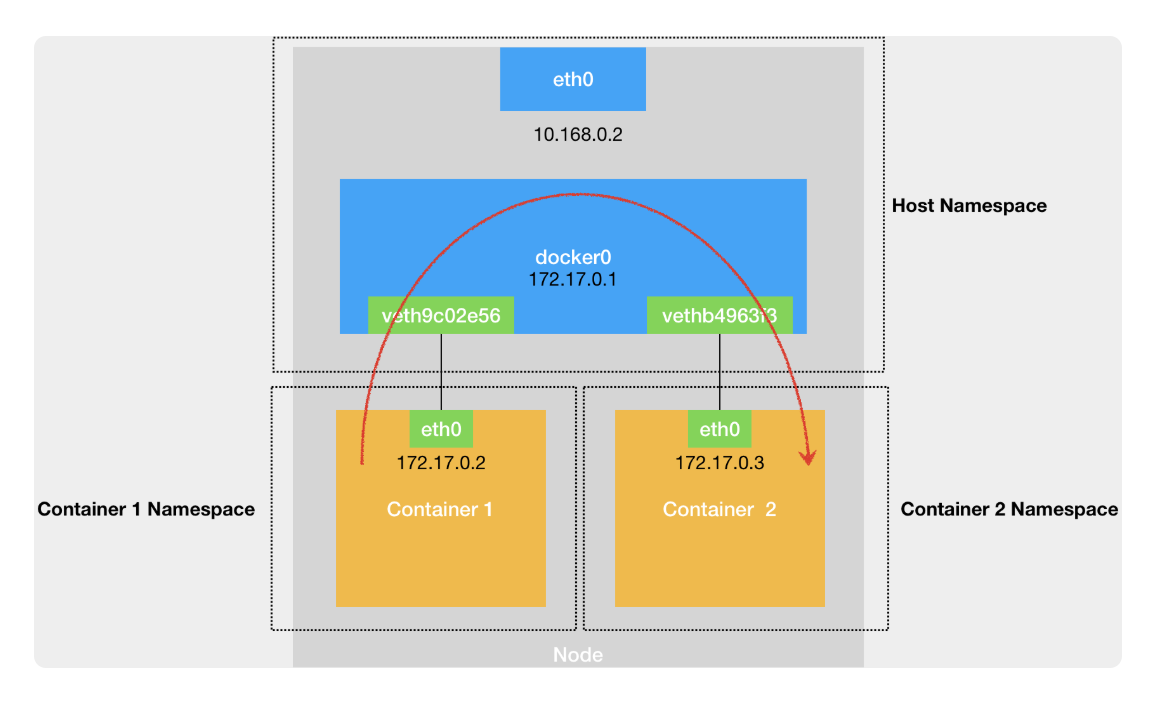 eth0
10.168.0.2
Host Namespace
docker0
172.17.0.1
veth9c02e56
vethb4963f3
eth0
172.17.0.2
Container 1
eth0
172.17.0.3
Container 2
Container 1 Namespace
Container 2 Namespace
Node